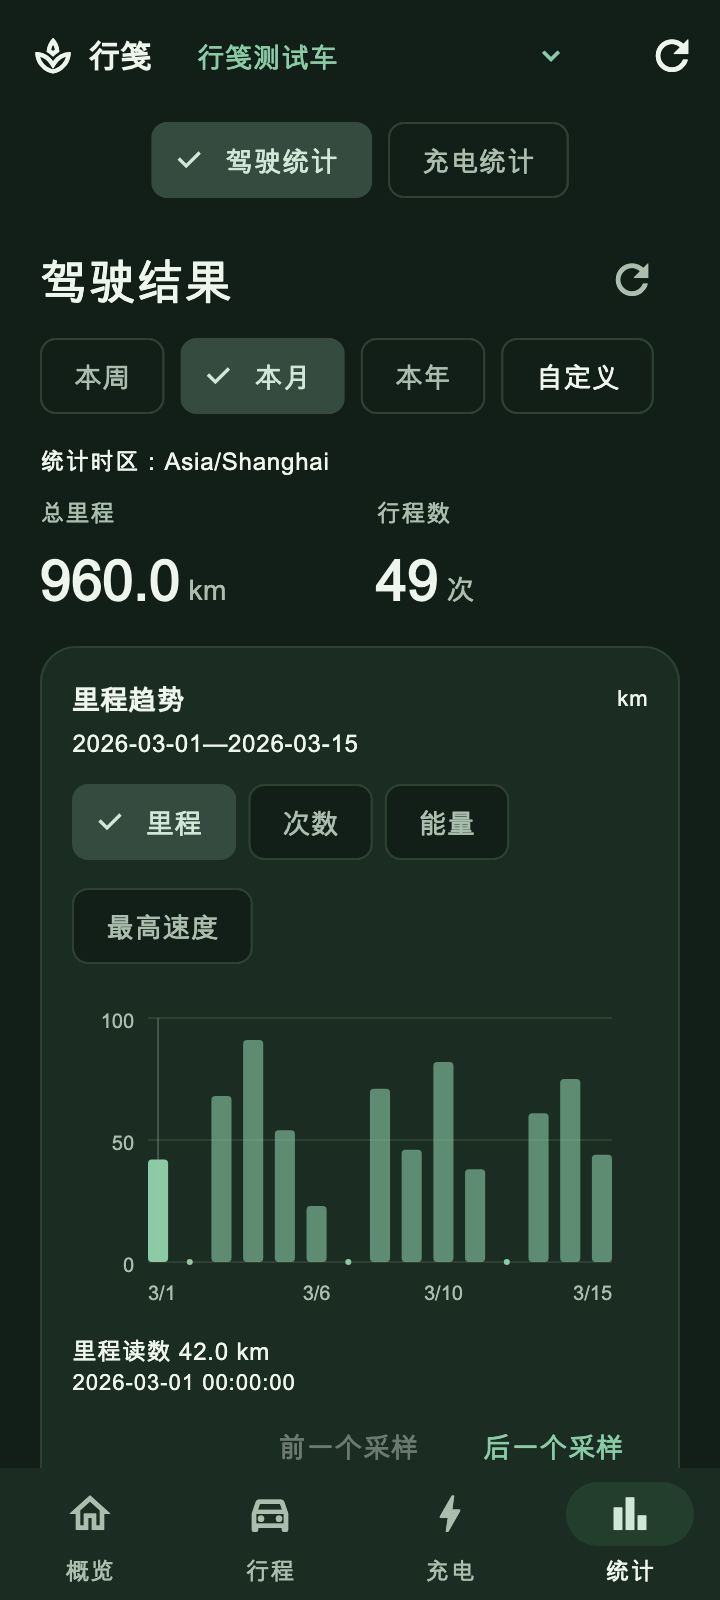 行笺 行笺测试车
驾驶统计 充电统计
驾驶结果
本周 本月 本年 自定义
统计时区：Asia/Shanghai
总里程 行程数
960.0 km 49 次
里程趋势 km
2026-03-01—2026-03-15
里程 次数 能量
最高速度
100
50
0
3/1 3/6 3/10 3/15
里程读数 42.0 km
2026-03-01 00:00:00
前一个采样 后一个采样
概览 行程 充电 统计